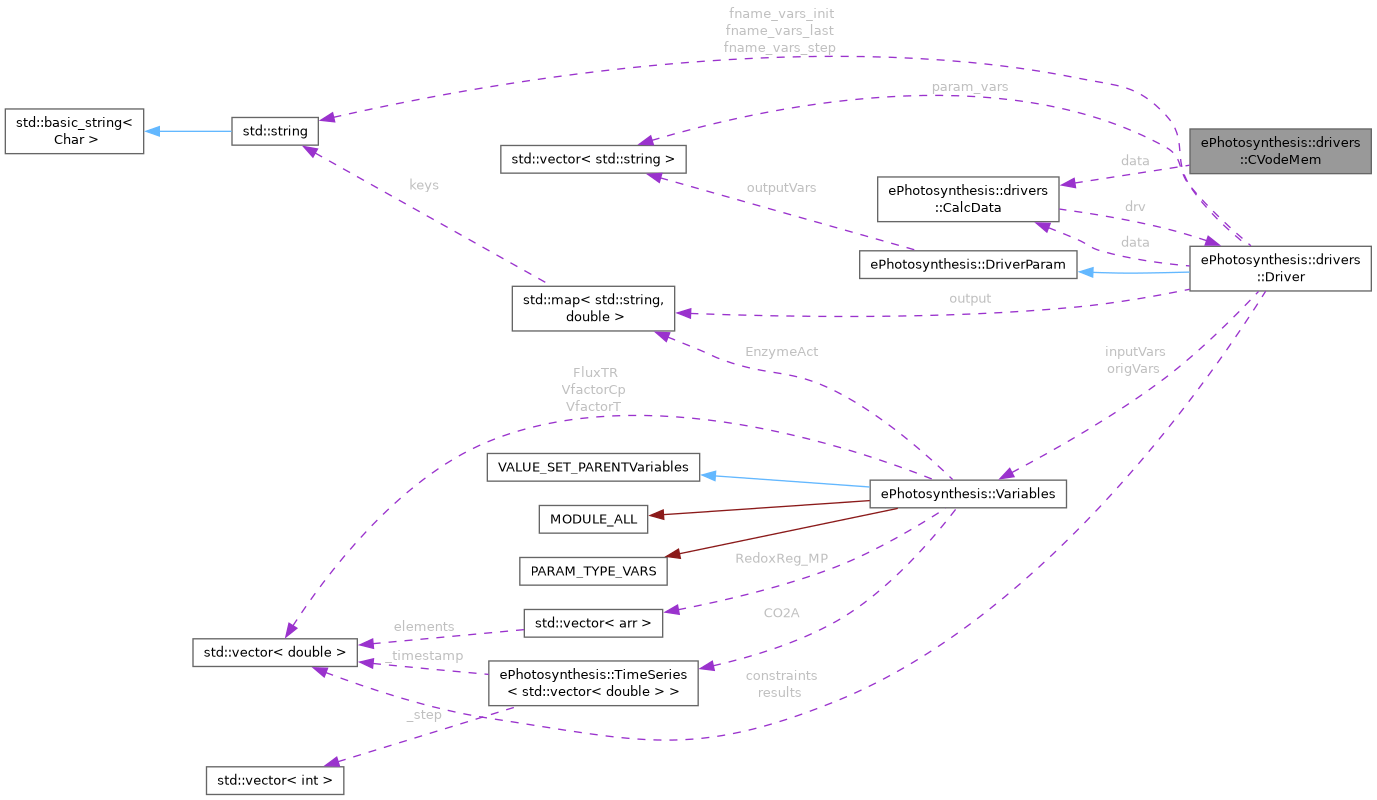 fname_vars_init
fname_vars_last
fname_vars_step
param_vars
std::basic_string<
Char >
std::string
ePhotosynthesis::drivers
::CVodeMem
std::vector< std::string >
data
keys
outputVars
ePhotosynthesis::drivers
::CalcData
drv
data
ePhotosynthesis::DriverParam
ePhotosynthesis::drivers
::Driver
std::map< std::string,
double >
output
EnzymeAct
inputVars
origVars
FluxTR
VfactorCp
VfactorT
VALUE_SET_PARENTVariables
ePhotosynthesis::Variables
MODULE_ALL
PARAM_TYPE_VARS
RedoxReg_MP
CO2A
std::vector< arr >
elements
std::vector< double >
_timestamp
ePhotosynthesis::TimeSeries
< std::vector< double > >
constraints
results
_step
std::vector< int >